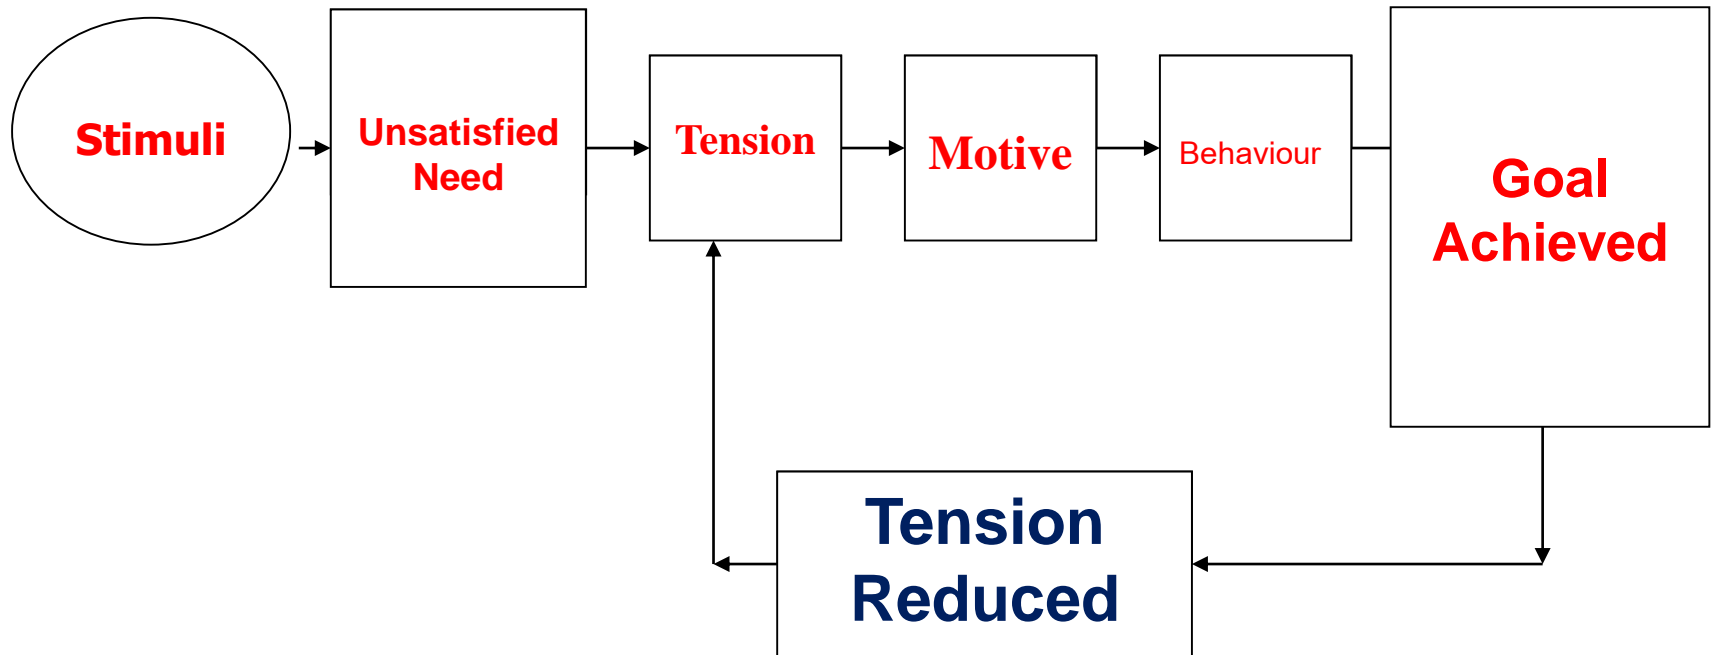 Stimuli
Unsatisfied
Need
Tension
Motive
Behaviour
Goal
Achieved
Tension
Reduced